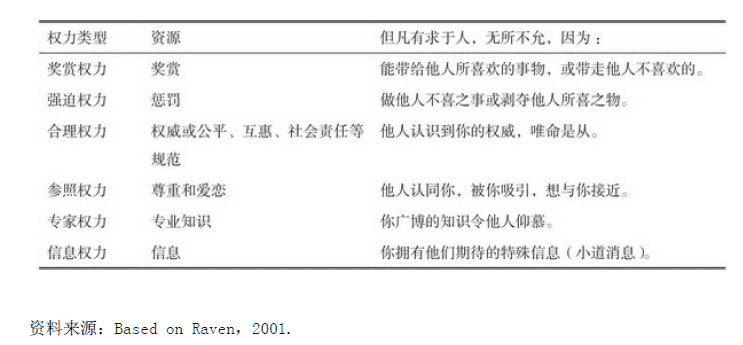 权力类型 资源 但凡有求于人，无所不允，因为：
奖赏权力 奖赏 能带给他人所喜欢的事物，或带走他人不喜欢的。
强迫权力 惩罚 做他人不喜之事或剥夺他人所喜之物。
合理权力 权威或公平、互惠、社会责任等 他人认识到你的权威，唯命是从。
规范
参照权力 尊重和爱恋 他人认同你，被你吸引，想与你接近。
专家权力 专业知识 你广博的知识令他人仰慕。
信息权力 信息 你拥有他们期待的特殊信息（小道消息）。
资料来源：Based on Raven，2001.